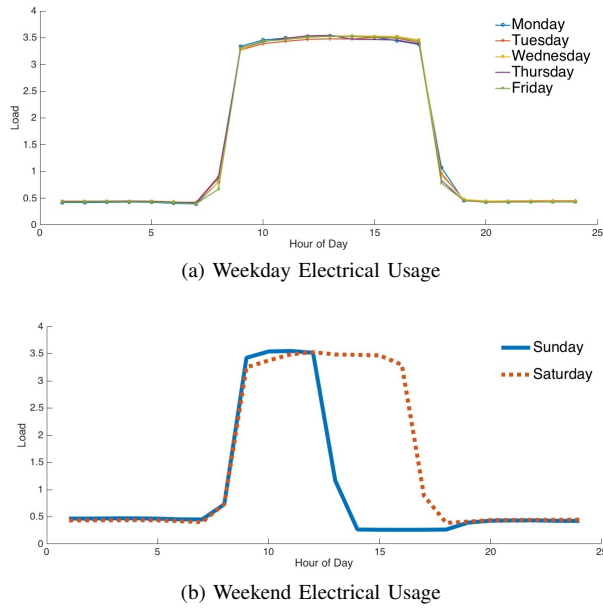 4
3.5
3
2.5
2
1.5
1
0.5
0
Load
0 5 10 15 20 25
Hour of Day
Monday
Tuesday
Wednesday
Thursday
Friday
(a) Weekday Electrical Usage
4
3.5
3
2.5
2
1.5
1
0.5
0
Load
0 5 10 15 20 25
Hour of Day
Sunday
Saturday
(b) Weekend Electrical Usage